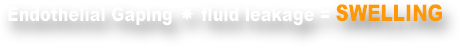 Endothelial Gaping * fluid leakage = SWELLING